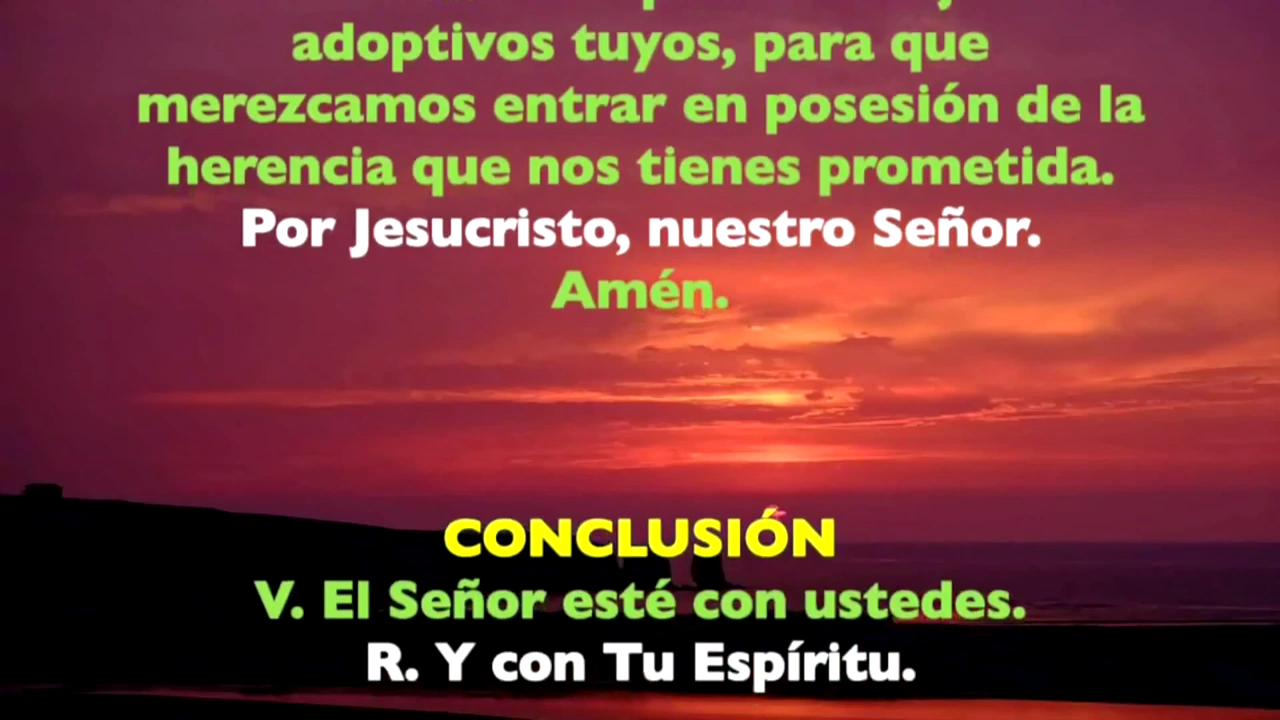 adoptivos tuyos, para que
merezcamos entrar en posesión de la
herencia que nos tienes prometida.
Por Jesucristo, nuestro Señor.
Amén.
CONCLUSIÓN
V. El Señor esté con ustedes.
R. Y con Tu Espíritu.